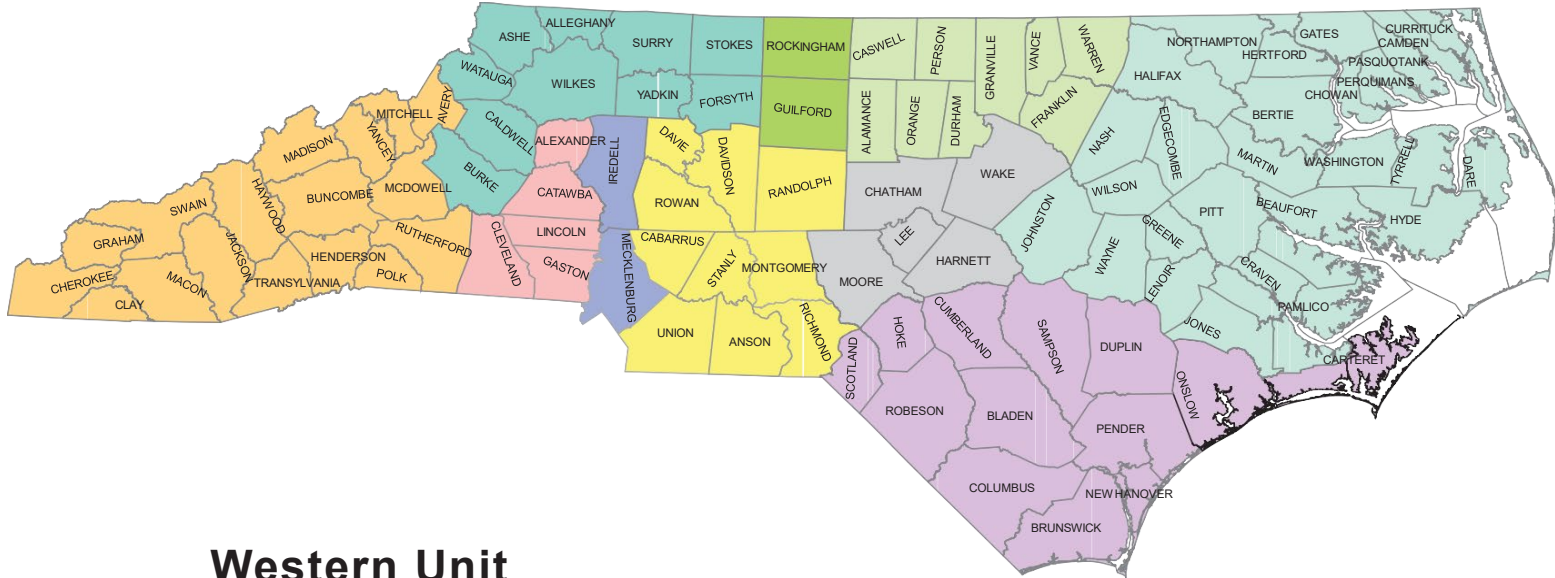 ALLEGHANY
ASHE
SURRY
STOKES
ROCKINGHAM
CASWELL
PERSON
GRANVILLE
VANCE
WARREN
NORTHAMPTON
GATES
CURRITUCK
CAMDEN
HERTFORD
PASQUOTANK
PERQUIMANS
CHOWAN
WATAUGA
WILKES
YADKIN
FORSYTH
GUILFORD
ALAMANCE
ORANGE
DURHAM
FRANKLIN
HALIFAX
BERTIE
AVERY
MITCHELL
YANCEY
MADISON
CALDWELL
ALEXANDER
IREDELL
DAVIE
DAVIDSON
RANDOLPH
CHATHAM
WAKE
NASH
EDGECOMBE
MARTIN
WASHINGTON
TYRRELL
DARE
SWAIN
HAYWOOD
BUNCOMBE
MCDOWELL
BURKE
CATAWBA
ROWAN
WILSON
PITT
BEAUFORT
HYDE
GRAHAM
JACKSON
HENDERSON
RUTHERFORD
CLEVELAND
LINCOLN
CABARRUS
STANLY
MONTGOMERY
LEE
MOORE
HARNETT
JOHNSTON
WAYNE
GREENE
CRAVEN
CHEROKEE
CLAY
MACON
TRANSYLVANIA
POLK
GASTON
MECKLENBURG
UNION
ANSON
RICHMOND
SCOTLAND
HOKE
CUMBERLAND
SAMPSON
DUPLIN
LENOIR
JONES
PAMLICO
CARTERET
ONSLOW
ROBESON
BLADEN
PENDER
COLUMBUS
NEW HANOVER
BRUNSWICK
Western Unit